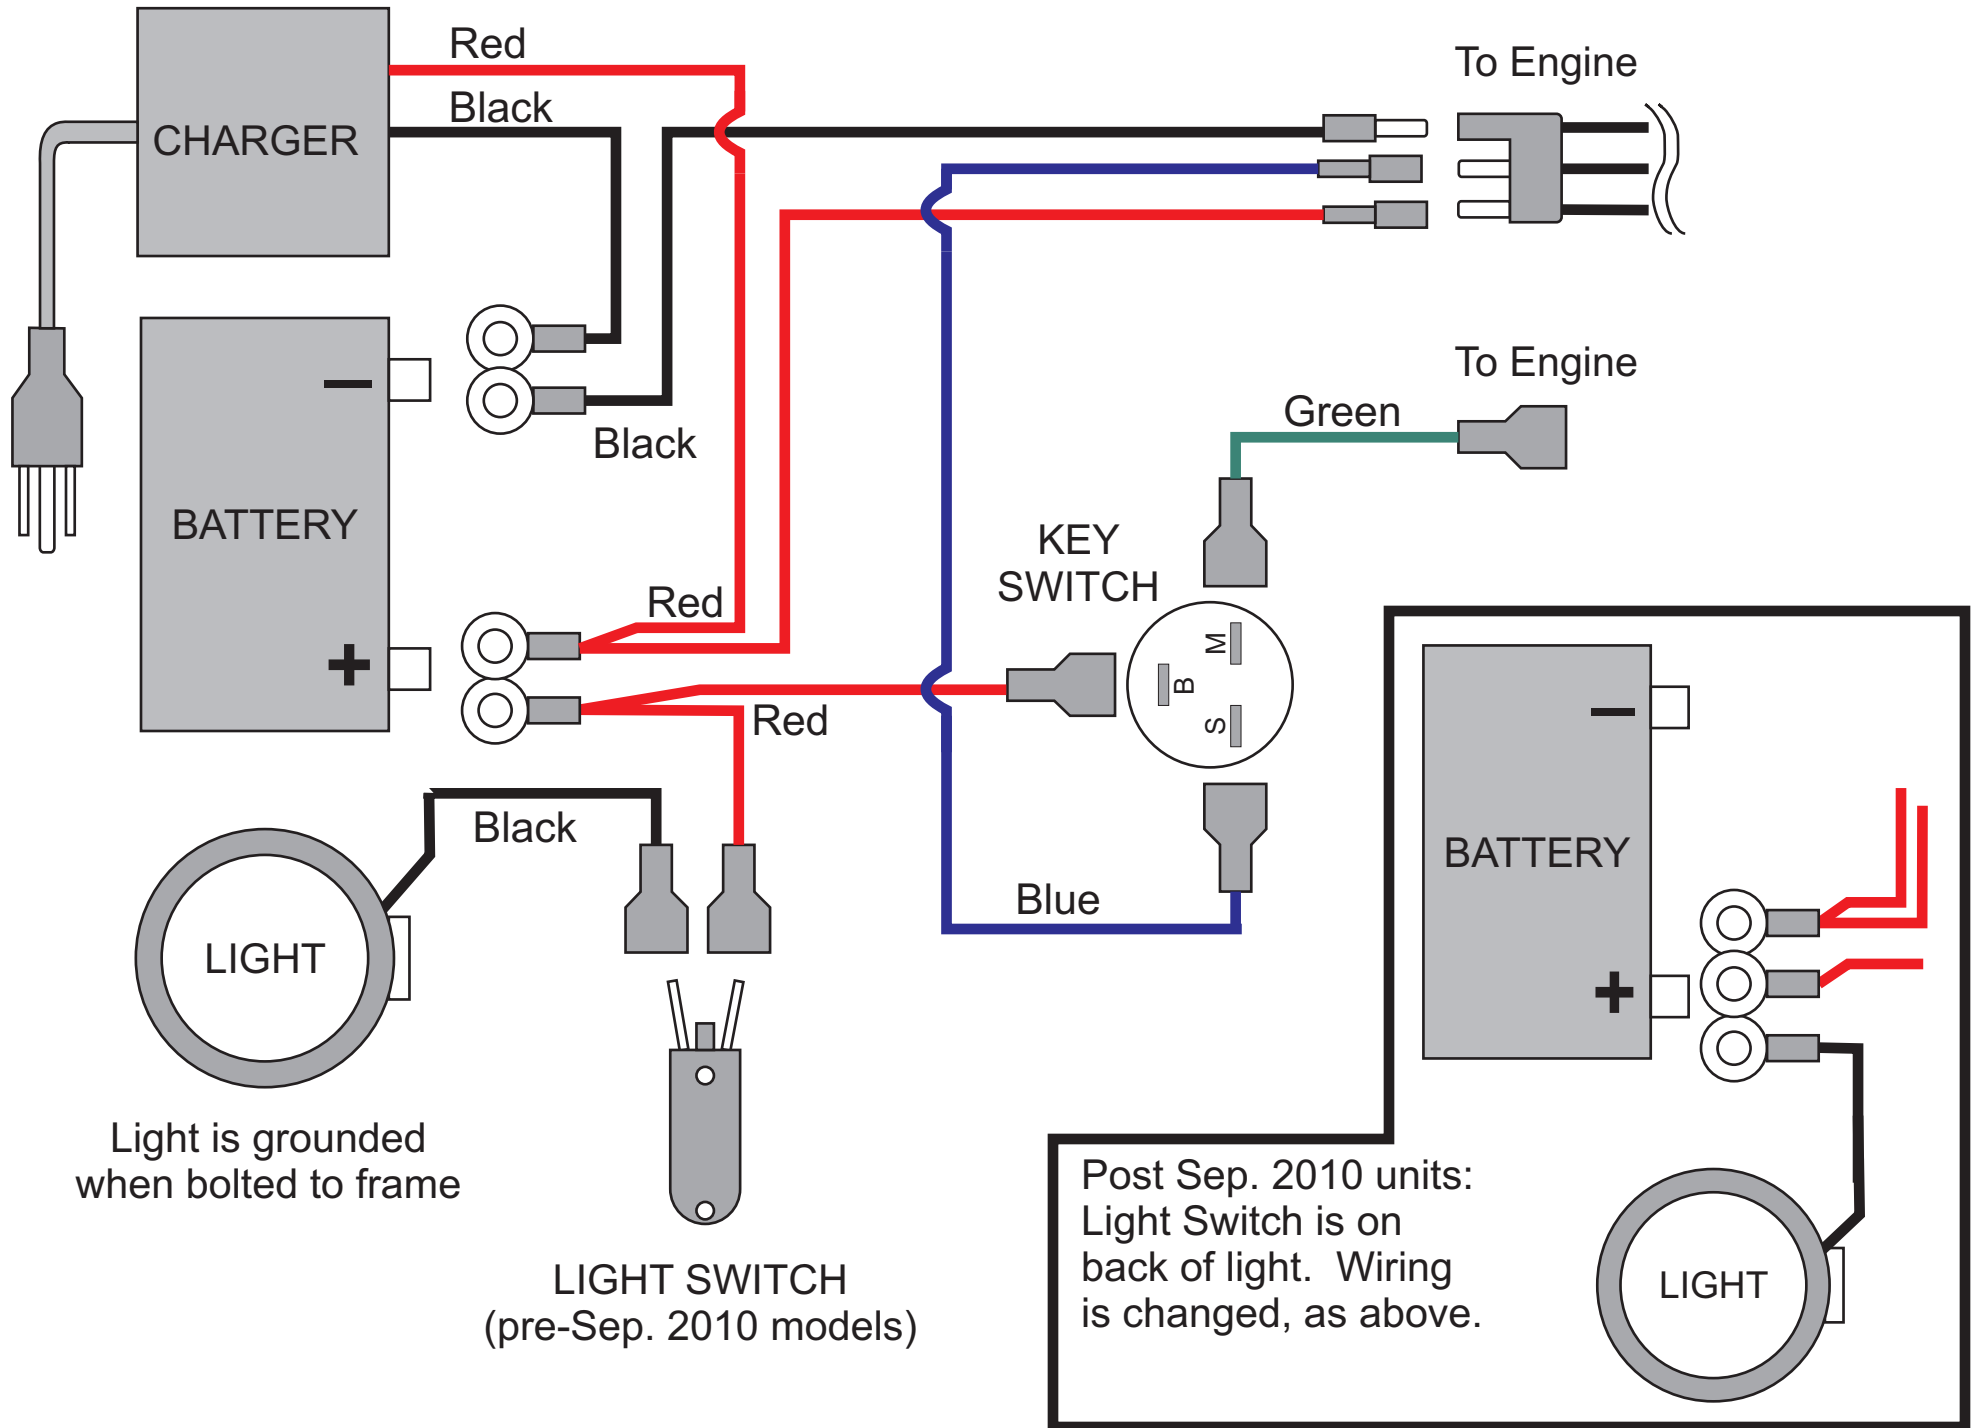 Red
To Engine
Black
CHARGER
To Engine
Green
Black
BATTERY
KEY
SWITCH
Red
M
B
S
Red
Black
BATTERY
Blue
LIGHT
Light is grounded
when bolted to frame
Post Sep. 2010 units:
Light Switch is on
back of light.  Wiring
is changed, as above.
LIGHT
LIGHT SWITCH
(pre-Sep. 2010 models)